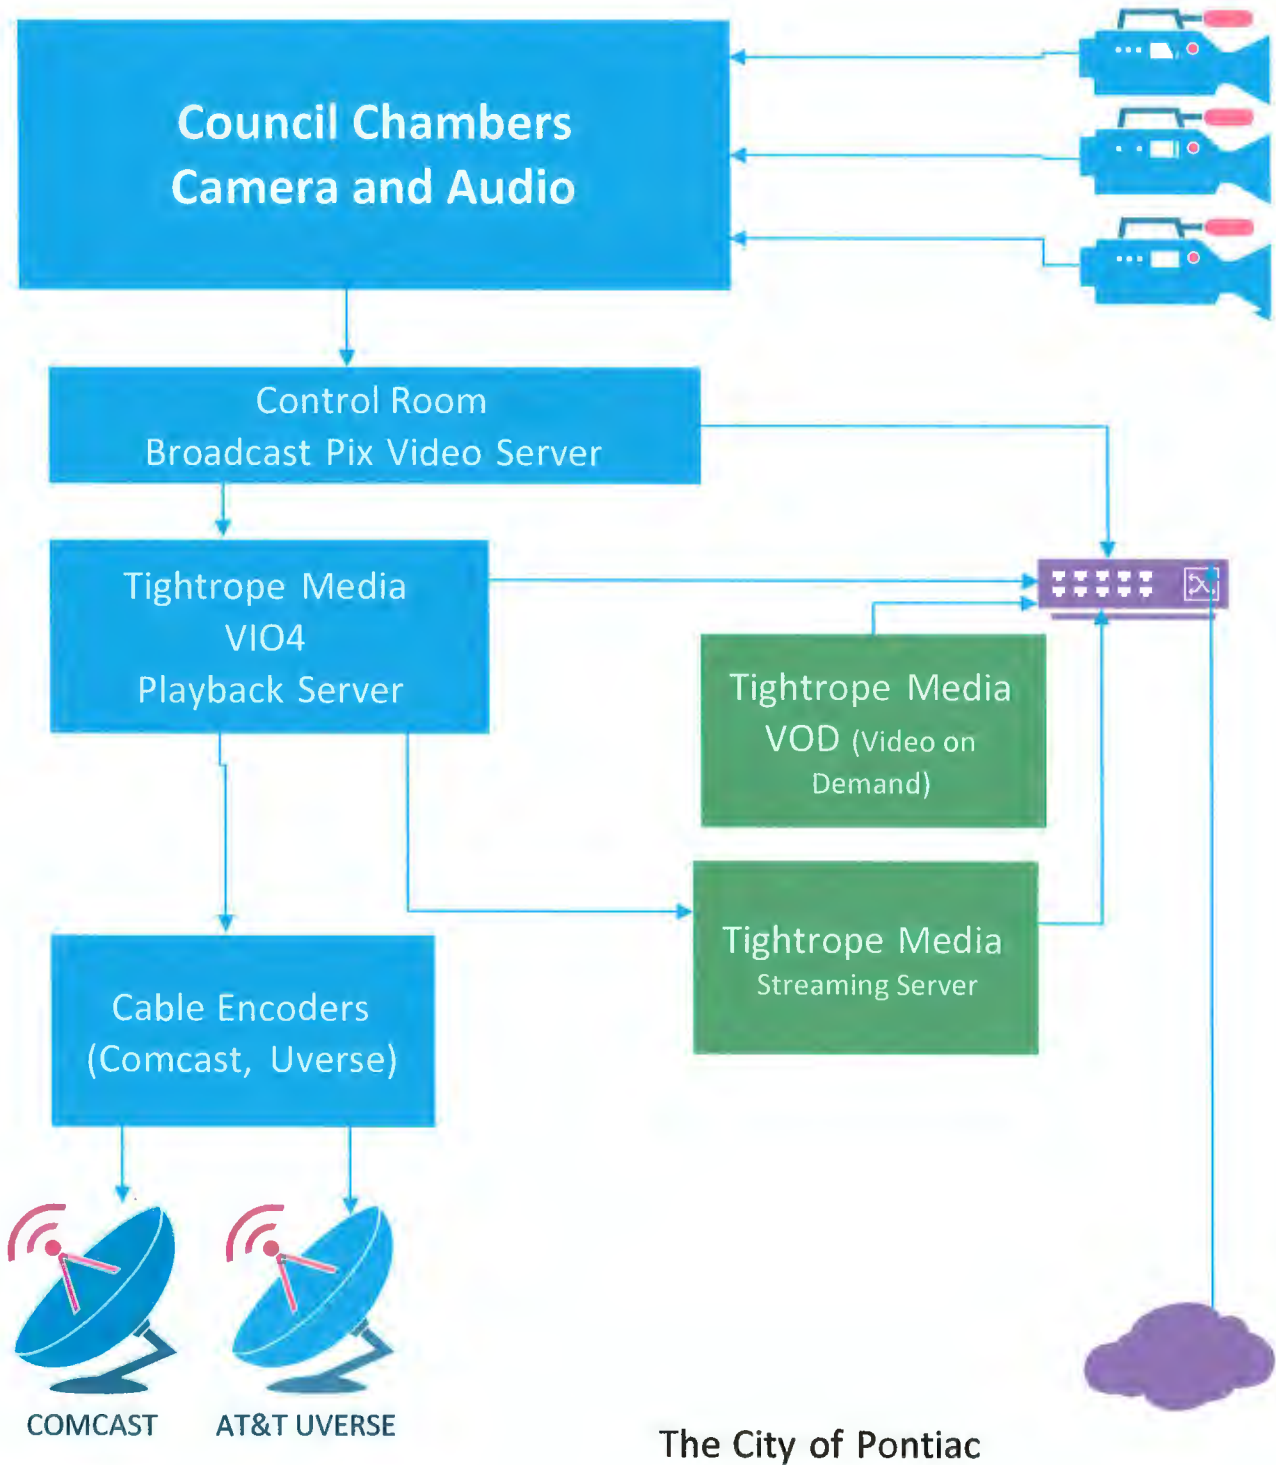 Council Chambers
Camera and Audio
Control Room
Broadcast Pix Video Server
Tightrope Media
VIO4
Playback Server
Tightrope Media
VOD (Video on
Demand)
Tightrope Media
Streaming Server
Cable Encoders
(Comcast, Uverse)
COMCAST
AT&T UVERSE
The City of Pontiac